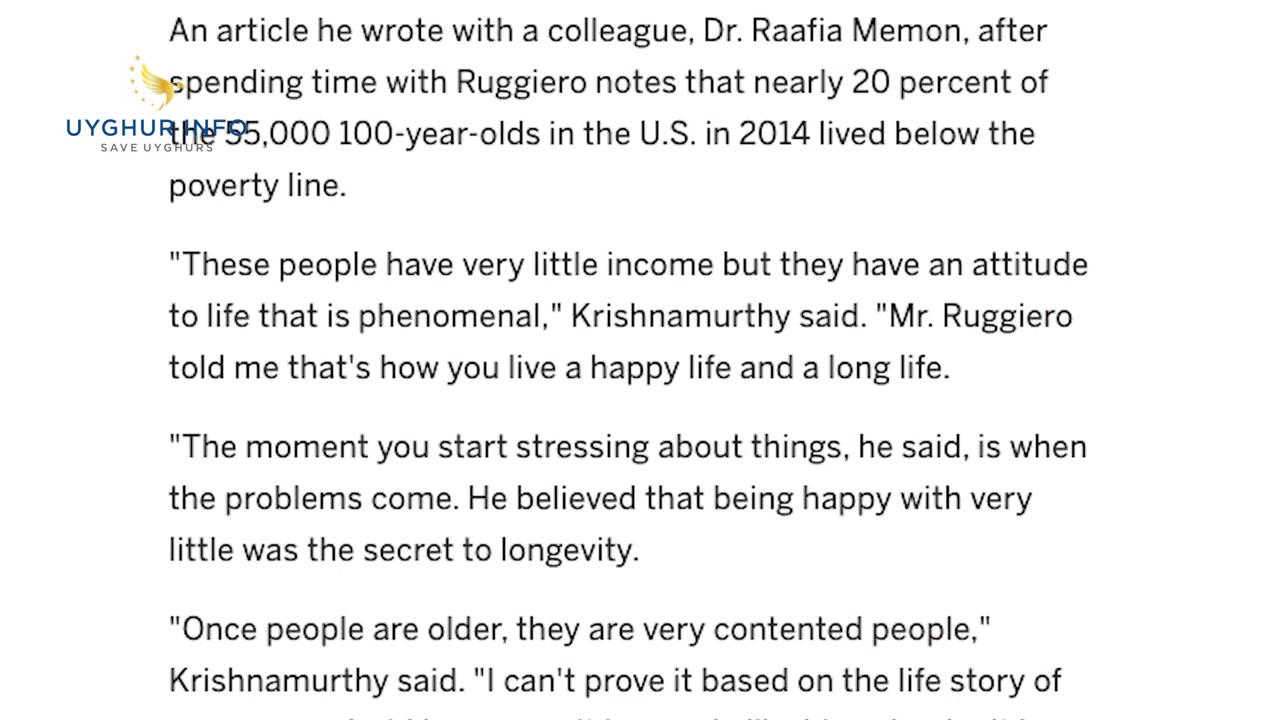 An article he wrote with a colleague, Dr. Raafia Memon, after
spending time with Ruggiero notes that nearly 20 percent of
UYGHUR INFO
the 55,000 100-year-olds in the U.S. in 2014 lived below the
SAVE UYGHURS
poverty line.
"These people have very little income but they have an attitude
to life that is phenomenal," Krishnamurthy said. "Mr. Ruggiero
told me that's how you live a happy life and a long life.
"The moment you start stressing about things, he said, is when
the problems come. He believed that being happy with very
little was the secret to longevity.
"Once people are older, they are very contented people,"
Krishnamurthy said. "I can't prove it based on the life story of